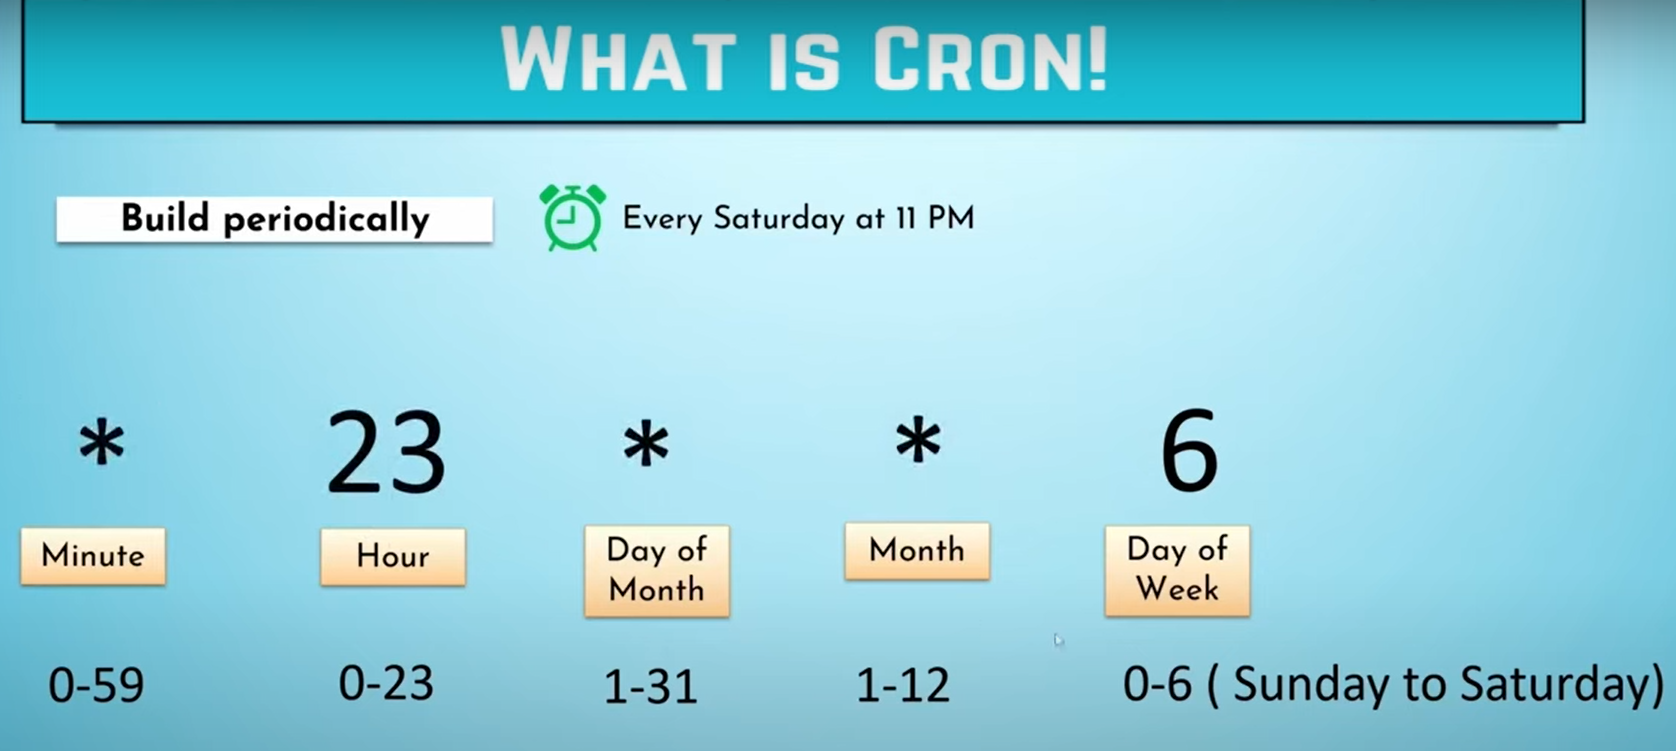 WHAT IS CRON!
Build periodically
Every Saturday at 11 PM
* 23 * * 6
Minute Hour Day of Month Month Day of Week
0-59 0-23 1-31 1-12 0-6 ( Sunday to Saturday)